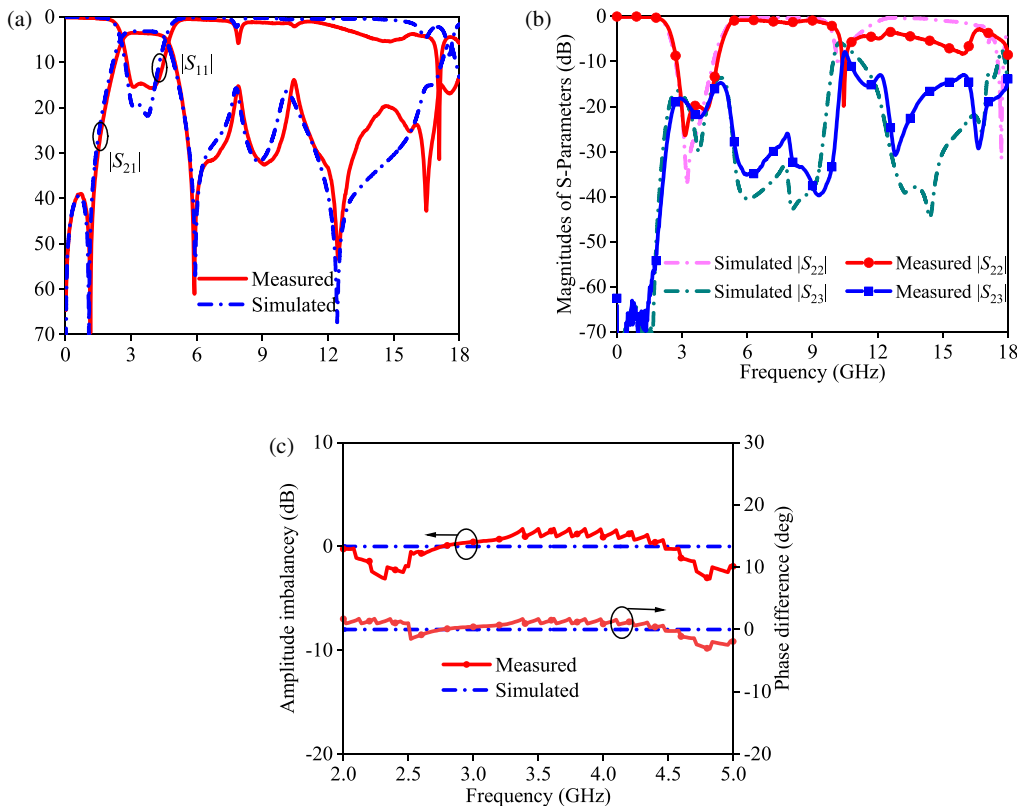 (a)
0
10
20
30
40
50
60
70
|S11|
|S21|
Measured
Simulated
0 3 6 9 12 15 18
(b)
Magnitudes of S-Parameters (dB)
0
-10
-20
-30
-40
-50
-60
-70
Simulated |S22|
Measured |S22|
Simulated |S23|
Measured |S23|
0 3 6 9 12 15 18
Frequency (GHz)
(c)
Amplitude imbalancey (dB)
10
0
-10
-20
Measured
Simulated
30
20
10
0
-10
-20
Phase difference (deg)
2.0 2.5 3.0 3.5 4.0 4.5 5.0
Frequency (GHz)